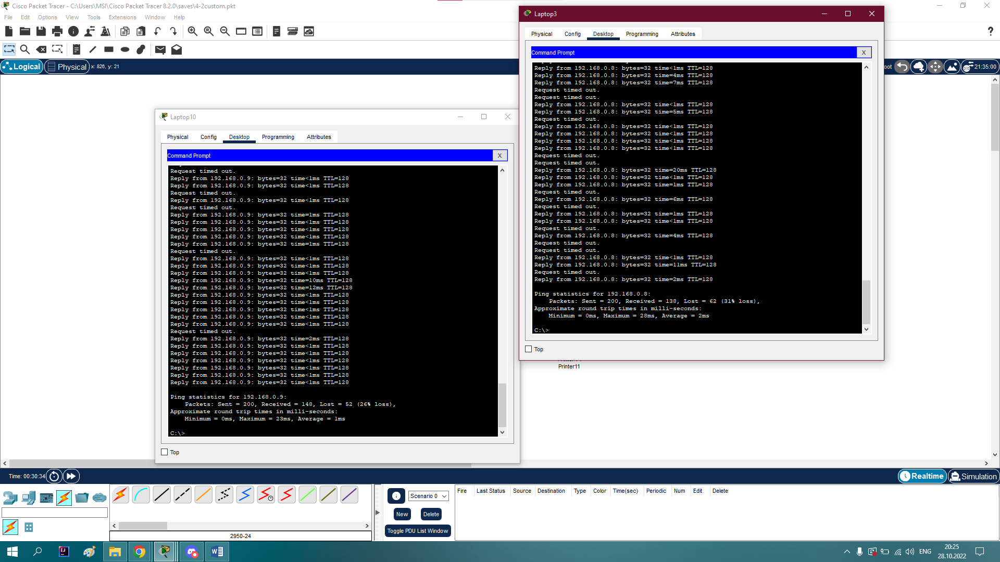 Cisco Packet Tracer - C:\Users\MSI\Cisco Packet Tracer 8.2.0\saves\4-2custom.pkt
File Edit Options View Tools Extensions Window Help
?
Logical Physical x: 826, y: 21
oot 21:35:00
Laptop10
Physical Config Desktop Programming Attributes
Command Prompt X
Request timed out.
Reply from 192.168.0.9: bytes=32 time<1ms TTL=128
Reply from 192.168.0.9: bytes=32 time<1ms TTL=128
Request timed out.
Reply from 192.168.0.9: bytes=32 time<1ms TTL=128
Request timed out.
Reply from 192.168.0.9: bytes=32 time=1ms TTL=128
Reply from 192.168.0.9: bytes=32 time<1ms TTL=128
Reply from 192.168.0.9: bytes=32 time<1ms TTL=128
Reply from 192.168.0.9: bytes=32 time<1ms TTL=128
Reply from 192.168.0.9: bytes=32 time=1ms TTL=128
Request timed out.
Reply from 192.168.0.9: bytes=32 time<1ms TTL=128
Reply from 192.168.0.9: bytes=32 time<1ms TTL=128
Reply from 192.168.0.9: bytes=32 time<1ms TTL=128
Reply from 192.168.0.9: bytes=32 time=10ms TTL=128
Reply from 192.168.0.9: bytes=32 time=12ms TTL=128
Reply from 192.168.0.9: bytes=32 time<1ms TTL=128
Reply from 192.168.0.9: bytes=32 time<1ms TTL=128
Reply from 192.168.0.9: bytes=32 time<1ms TTL=128
Reply from 192.168.0.9: bytes=32 time<1ms TTL=128
Reply from 192.168.0.9: bytes=32 time<1ms TTL=128
Request timed out.
Reply from 192.168.0.9: bytes=32 time=2ms TTL=128
Reply from 192.168.0.9: bytes=32 time<1ms TTL=128
Reply from 192.168.0.9: bytes=32 time<1ms TTL=128
Reply from 192.168.0.9: bytes=32 time<1ms TTL=128
Reply from 192.168.0.9: bytes=32 time<1ms TTL=128
Reply from 192.168.0.9: bytes=32 time<1ms TTL=128
Reply from 192.168.0.9: bytes=32 time<1ms TTL=128
Ping statistics for 192.168.0.9:
Packets: Sent = 200, Received = 148, Lost = 52 (26% loss),
Approximate round trip times in milli-seconds:
Minimum = 0ms, Maximum = 23ms, Average = 1ms
C:\>
Top
Laptop3
Physical Config Desktop Programming Attributes
Command Prompt X
Reply from 192.168.0.8: bytes=32 time<1ms TTL=128
Reply from 192.168.0.8: bytes=32 time=4ms TTL=128
Reply from 192.168.0.8: bytes=32 time=7ms TTL=128
Request timed out.
Request timed out.
Reply from 192.168.0.8: bytes=32 time<1ms TTL=128
Reply from 192.168.0.8: bytes=32 time=5ms TTL=128
Request timed out.
Reply from 192.168.0.8: bytes=32 time<1ms TTL=128
Reply from 192.168.0.8: bytes=32 time<1ms TTL=128
Reply from 192.168.0.8: bytes=32 time<1ms TTL=128
Reply from 192.168.0.8: bytes=32 time<1ms TTL=128
Request timed out.
Request timed out.
Reply from 192.168.0.8: bytes=32 time=20ms TTL=128
Reply from 192.168.0.8: bytes=32 time<1ms TTL=128
Reply from 192.168.0.8: bytes=32 time=1ms TTL=128
Request timed out.
Reply from 192.168.0.8: bytes=32 time=6ms TTL=128
Request timed out.
Reply from 192.168.0.8: bytes=32 time=1ms TTL=128
Reply from 192.168.0.8: bytes=32 time<1ms TTL=128
Request timed out.
Reply from 192.168.0.8: bytes=32 time=4ms TTL=128
Request timed out.
Request timed out.
Reply from 192.168.0.8: bytes=32 time<1ms TTL=128
Reply from 192.168.0.8: bytes=32 time=11ms TTL=128
Request timed out.
Reply from 192.168.0.8: bytes=32 time=2ms TTL=128
Ping statistics for 192.168.0.8:
Packets: Sent = 200, Received = 138, Lost = 62 (31% loss),
Approximate round trip times in milli-seconds:
Minimum = 0ms, Maximum = 28ms, Average = 2ms
C:\>
Top
Printer11
Time: 00:30:34
Realtime Simulation
2950-24
Scenario 0
New Delete
Toggle PDU List Window
Fire Last Status Source Destination Type Color Time(sec) Periodic Num Edit Delete
IJ
W
ENG
20:25
28.10.2022